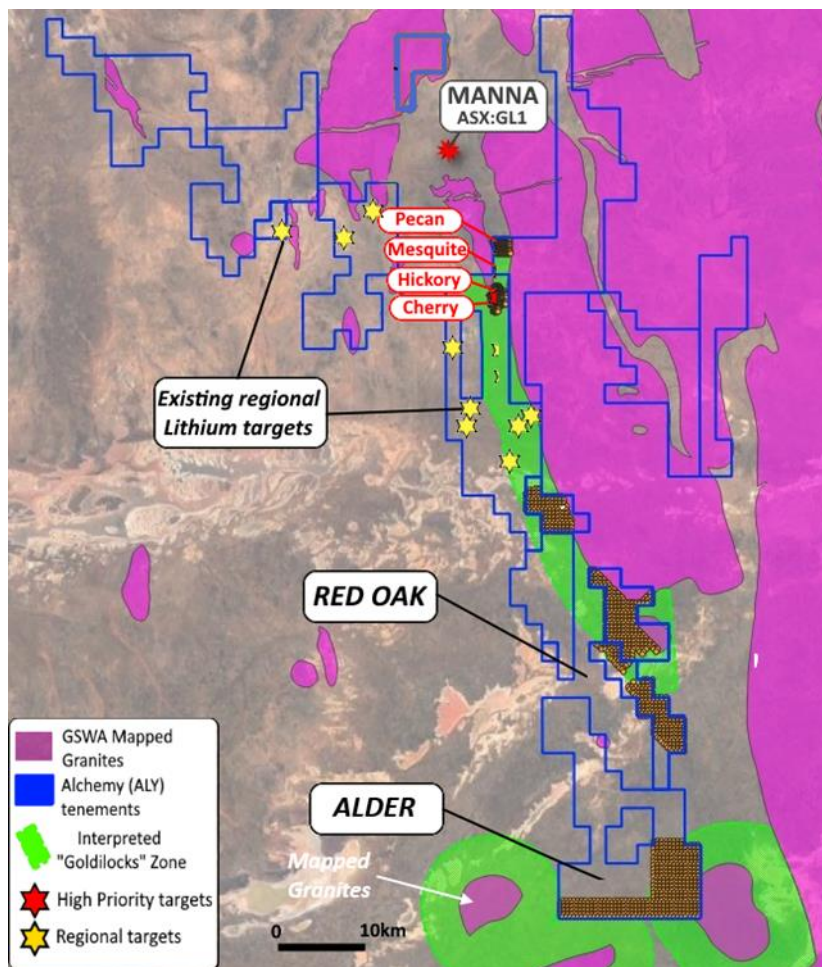 MANNA
ASX:GL1
Pecan
Mesquite
Hickory
Cherry
Existing regional
Lithium targets
RED OAK
ALDER
Mapped
Granites
GSWA Mapped
Granites
Alchemy (ALY)
tenements
Interpreted
"Goldilocks" Zone
High Priority targets
Regional targets
0 10km